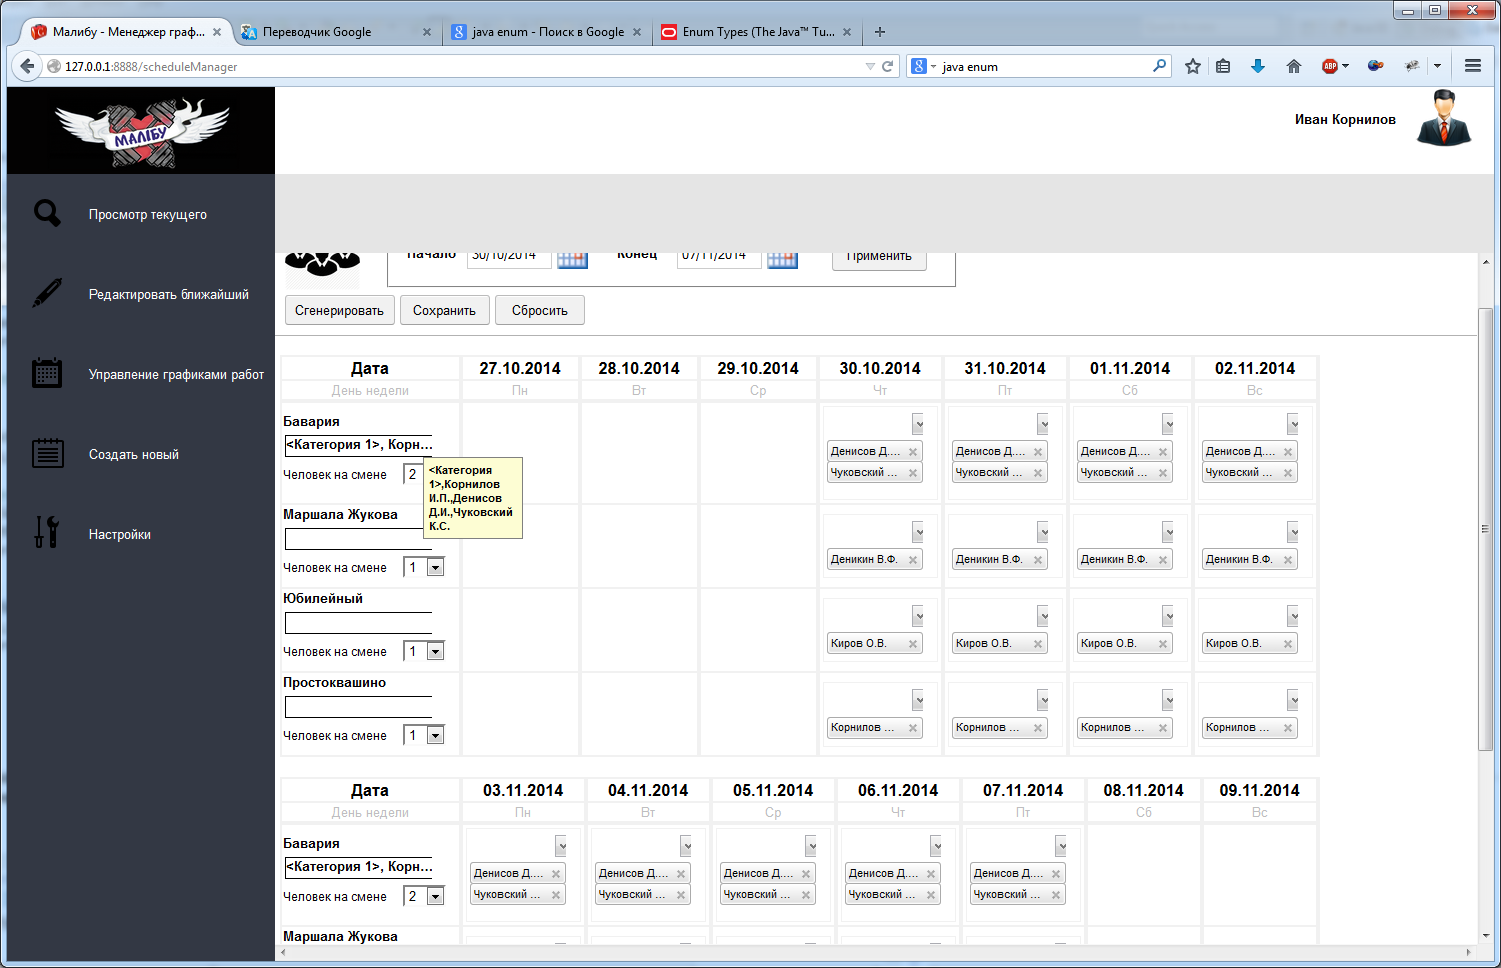 Малибу - Менеджер граф...
Переводчик Google
java enum - Поиск в Google
Enum Types (The Java™ Tu...
127.0.0.1:8888/scheduleManager
java enum
ABP
МАЛІБУ
Иван Корнилов
Просмотр текущего
Редактировать ближайший
Управление графиками работ
Создать новый
Настройки
Начало 30/10/2014 Конец 07/11/2014 Применить
Сгенерировать Сохранить Сбросить
Дата 27.10.2014 28.10.2014 29.10.2014 30.10.2014 31.10.2014 01.11.2014 02.11.2014
День недели Пн Вт Ср Чт Пт Сб Вс
Бавария
<Категория 1>, Корн...
Денисов Д.... Денисов Д.... Денисов Д.... Денисов Д....
Человек на смене 2
Чуковский ... Чуковский ... Чуковский ... Чуковский ...
<Категория
1>,Корнилов
И.П.,Денисов
Д.И.,Чуковский
К.С.
Маршала Жукова
Человек на смене 1
Деникин В.Ф. Деникин В.Ф. Деникин В.Ф. Деникин В.Ф.
Юбилейный
Человек на смене 1
Киров О.В. Киров О.В. Киров О.В. Киров О.В.
Простоквашино
Человек на смене 1
Корнилов ... Корнилов ... Корнилов ... Корнилов ...
Дата 03.11.2014 04.11.2014 05.11.2014 06.11.2014 07.11.2014 08.11.2014 09.11.2014
День недели Пн Вт Ср Чт Пт Сб Вс
Бавария
<Категория 1>, Корн...
Денисов Д.... Денисов Д.... Денисов Д.... Денисов Д.... Денисов Д....
Человек на смене 2
Чуковский ... Чуковский ... Чуковский ... Чуковский ... Чуковский ...
Маршала Жукова